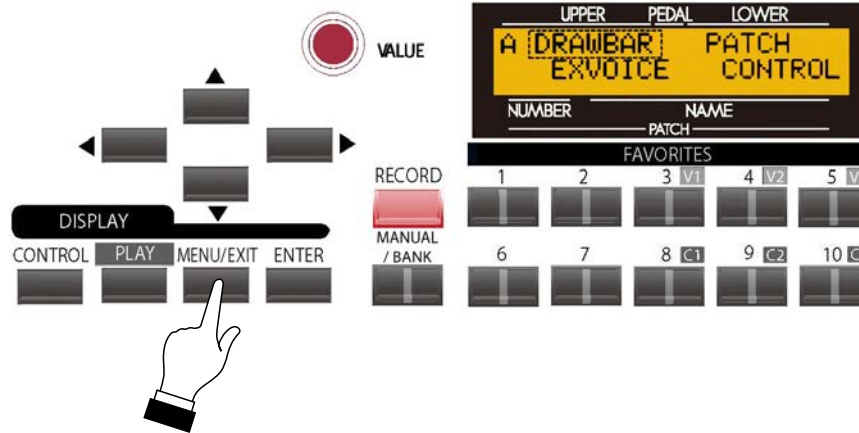 UPPER PEDAL LOWER
VALUE
A DRAWBAR PATCH
EXVOICE CONTROL
NUMBER NAME
PATCH
FAVORITES
RECORD
1 2 3 V1 4 V2 5
DISPLAY
CONTROL PLAY MENU/EXIT ENTER
MANUAL
/ BANK
6 7 8 C1 9 C2 10